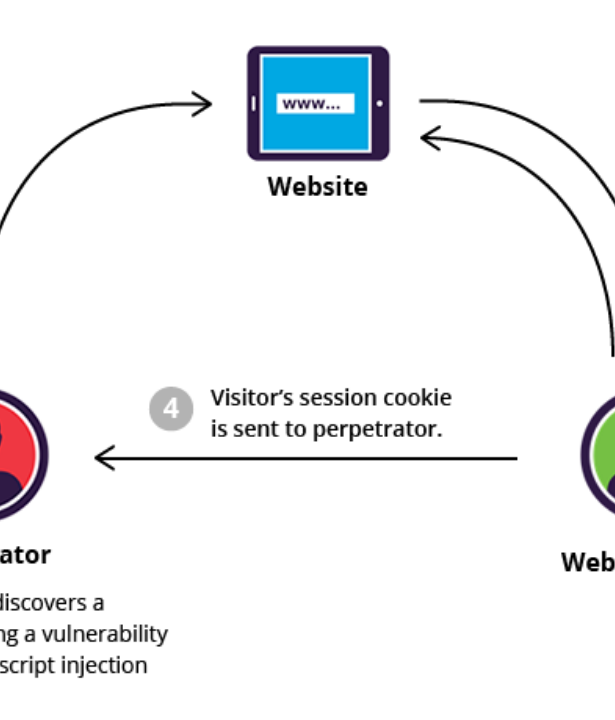 www...
Website
4
Visitor's session cookie
is sent to perpetrator.
ator
Web
discovers a
ng a vulnerability
script injection